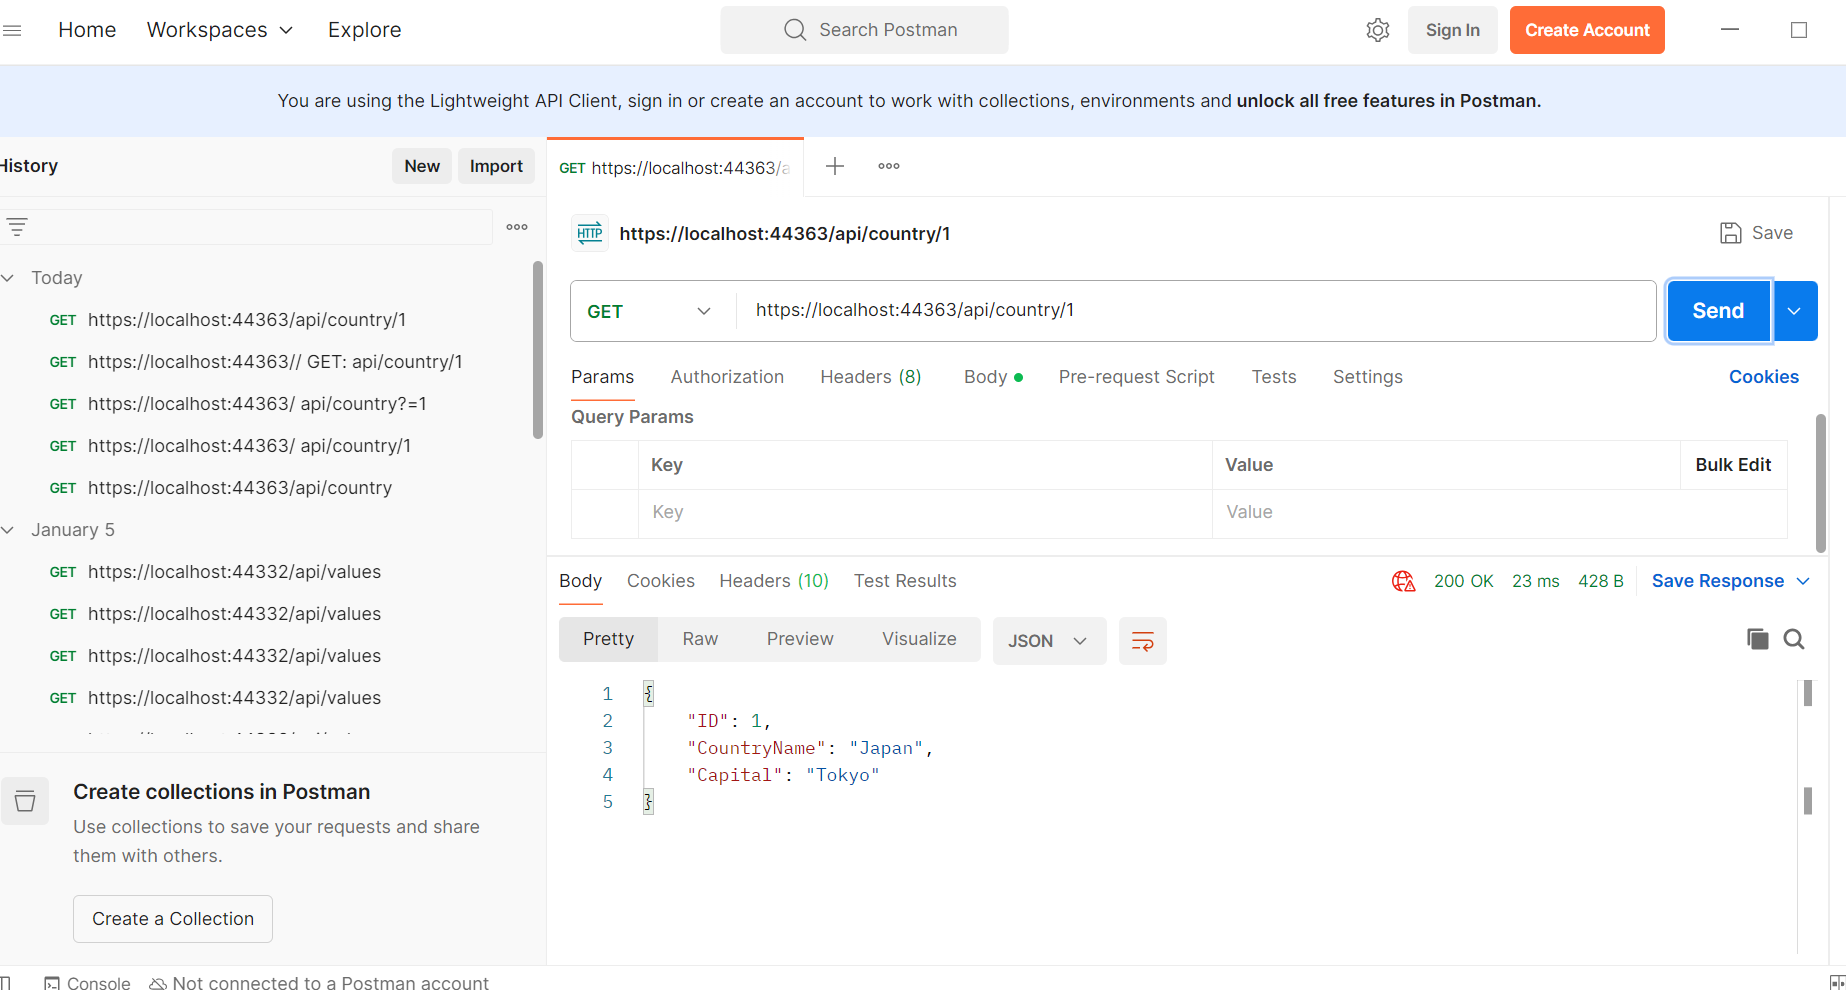 Home Workspaces Explore Search Postman Sign In Create Account
You are using the Lightweight API Client, sign in or create an account to work with collections, environments and unlock all free features in Postman.
History New Import
GET https://localhost:44363/a
Today
GET https://localhost:44363/api/country/1
GET https://localhost:44363// GET: api/country/1
GET https://localhost:44363/ api/country?=1
GET https://localhost:44363/ api/country/1
GET https://localhost:44363/api/country
January 5
GET https://localhost:44332/api/values
GET https://localhost:44332/api/values
GET https://localhost:44332/api/values
GET https://localhost:44332/api/values
Create collections in Postman
Use collections to save your requests and share
them with others.
Create a Collection
HTTP https://localhost:44363/api/country/1 Save
GET https://localhost:44363/api/country/1 Send
Params Authorization Headers (8) Body Pre-request Script Tests Settings Cookies
Query Params
Key Value Bulk Edit
Key Value
Body Cookies Headers (10) Test Results 200 OK 23 ms 428 B Save Response
Pretty Raw Preview Visualize JSON
1 {
2 "ID": 1,
3 "CountryName": "Japan",
4 "Capital": "Tokyo"
5 }
Console Not connected to a Postman account